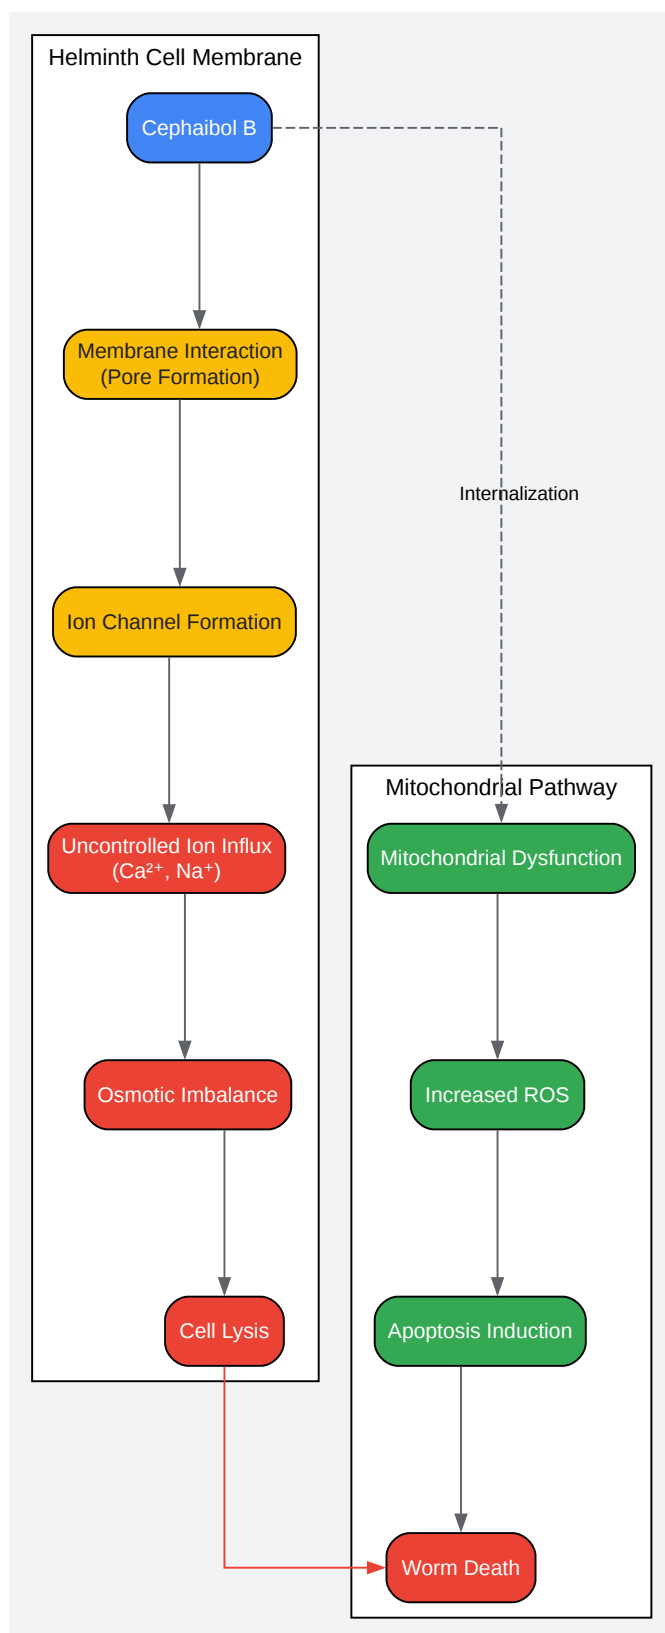 Helminth Cell Membrane
Cephaibol B
Membrane Interaction
(Pore Formation)
Internalization
Ion Channel Formation
Mitochondrial Pathway
Uncontrolled Ion Influx
(Ca²⁺, Na⁺)
Mitochondrial Dysfunction
Osmotic Imbalance
Increased ROS
Cell Lysis
Apoptosis Induction
Worm Death